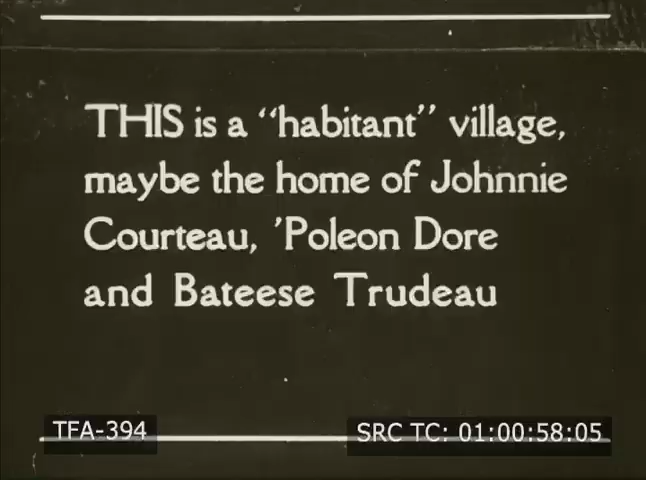 THIS is a "habitant" village,
maybe the home of Johnnie
Courteau, 'Poleon Dore
and Bateese Trudeau
TFA-394
SRC TC: 01:00:58:05